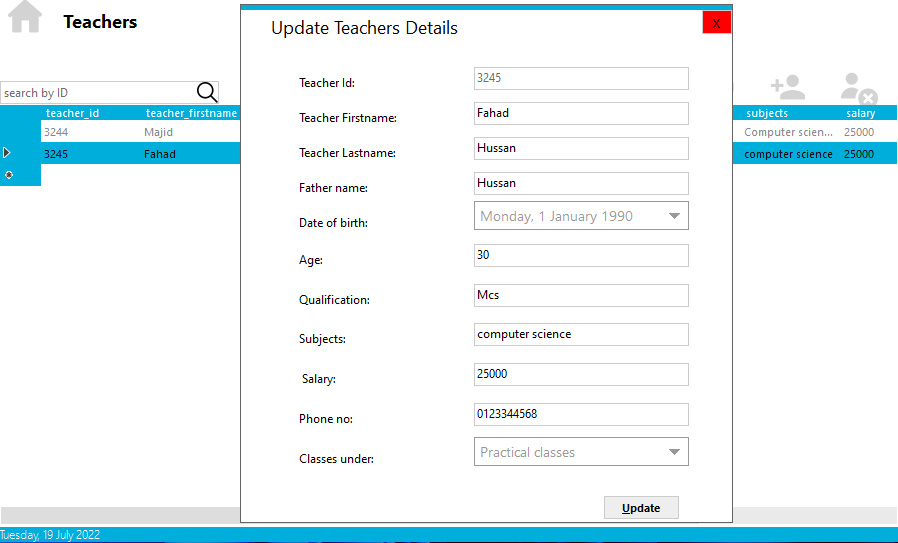 Teachers
search by ID
teacher_id teacher_firstname subjects salary
3244 Majid Computer scien... 25000
3245 Fahad computer science 25000
Update Teachers Details
X
Teacher Id: 3245
Teacher Firstname: Fahad
Teacher Lastname: Hussan
Father name: Hussan
Date of birth: Monday, 1 January 1990
Age: 30
Qualification: Mcs
Subjects: computer science
Salary: 25000
Phone no: 0123344568
Classes under: Practical classes
Update
Tuesday, 19 July 2022